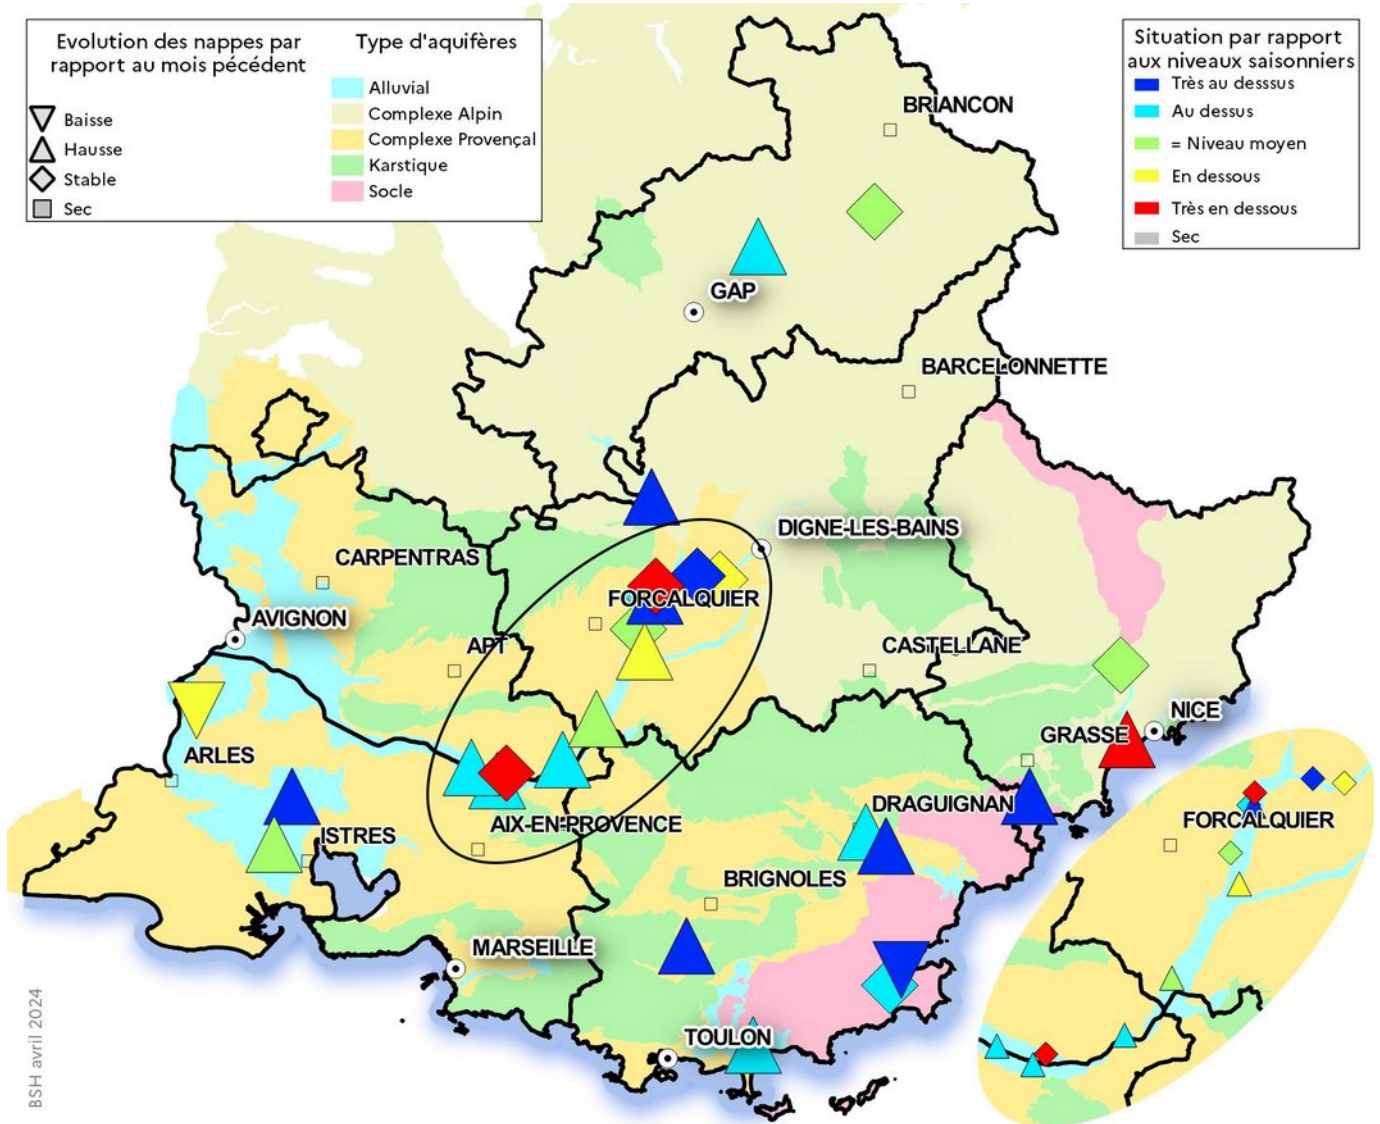 Evolution des nappes par
rapport au mois pécédent
Baisse
Hausse
Stable
Sec
Type d'aquifères
Alluvial
Complexe Alpin
Complexe Provençal
Karstique
Socle
Situation par rapport
aux niveaux saisonniers
Très au desssus
Au dessus
= Niveau moyen
En dessous
Très en dessous
Sec
BRIANCON
GAP
BARCELONNETTE
DIGNE-LES-BAINS
CARPENTRAS
FORCALQUIER
AVIGNON
APT
CASTELLANE
NICE
GRASSE
ARLES
DRAGUIGNAN
AIX-EN-PROVENCE
ISTRES
FORCALQUIER
BRIGNOLES
MARSEILLE
TOULON
BSH avril 2024